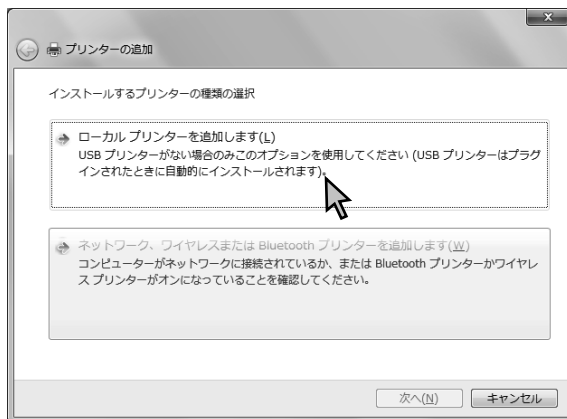 プリンターの追加
インストールするプリンターの種類の選択
ローカル プリンターを追加します(L)
USB プリンターがない場合のみこのオプションを使用してください (USB プリンターはプラグ
インされたときに自動的にインストールされます)。
ネットワーク、ワイヤレスまたは Bluetooth プリンターを追加します(W)
コンピューターがネットワークに接続されているか、または Bluetooth プリンターかワイヤレ
ス プリンターがオンになっていることを確認してください。
次へ(N) キャンセル